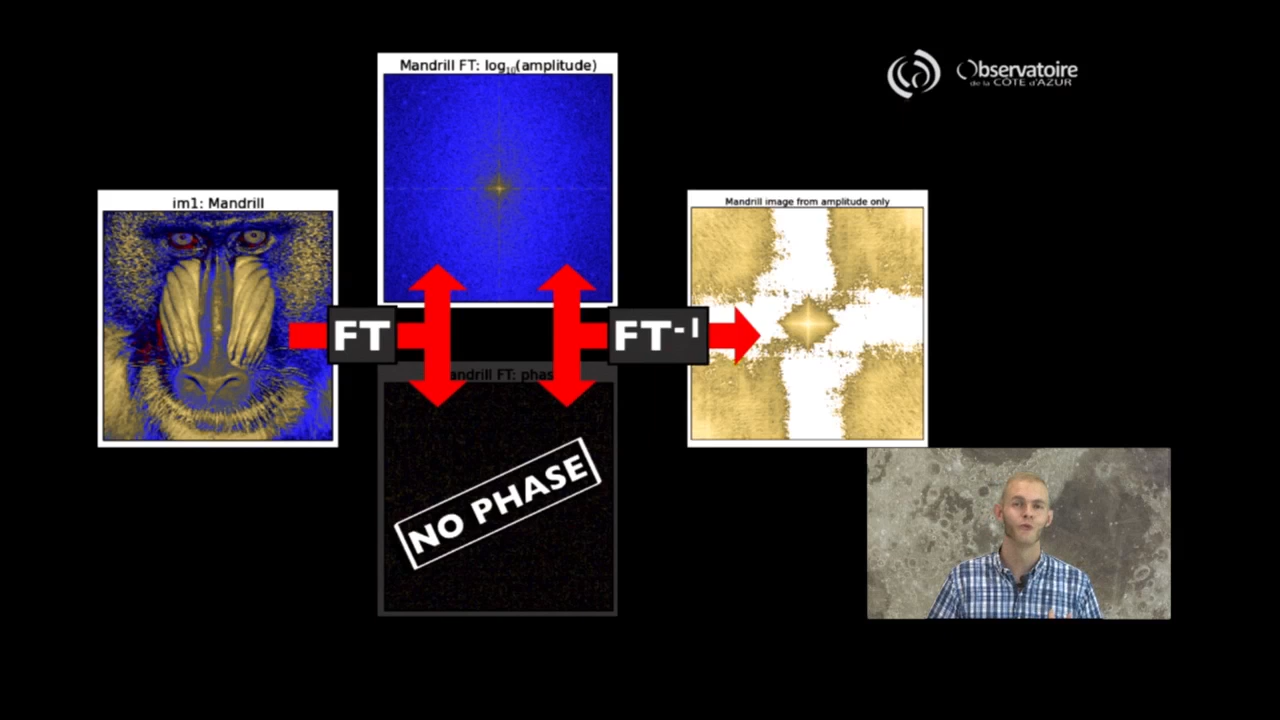 Mandrill FT: log10(amplitude)
Observatoire
de la CÔTE d'AZUR
im1: Mandrill
Mandrill image from amplitude only
FT
FT-1
andrill FT: phas
NO PHASE